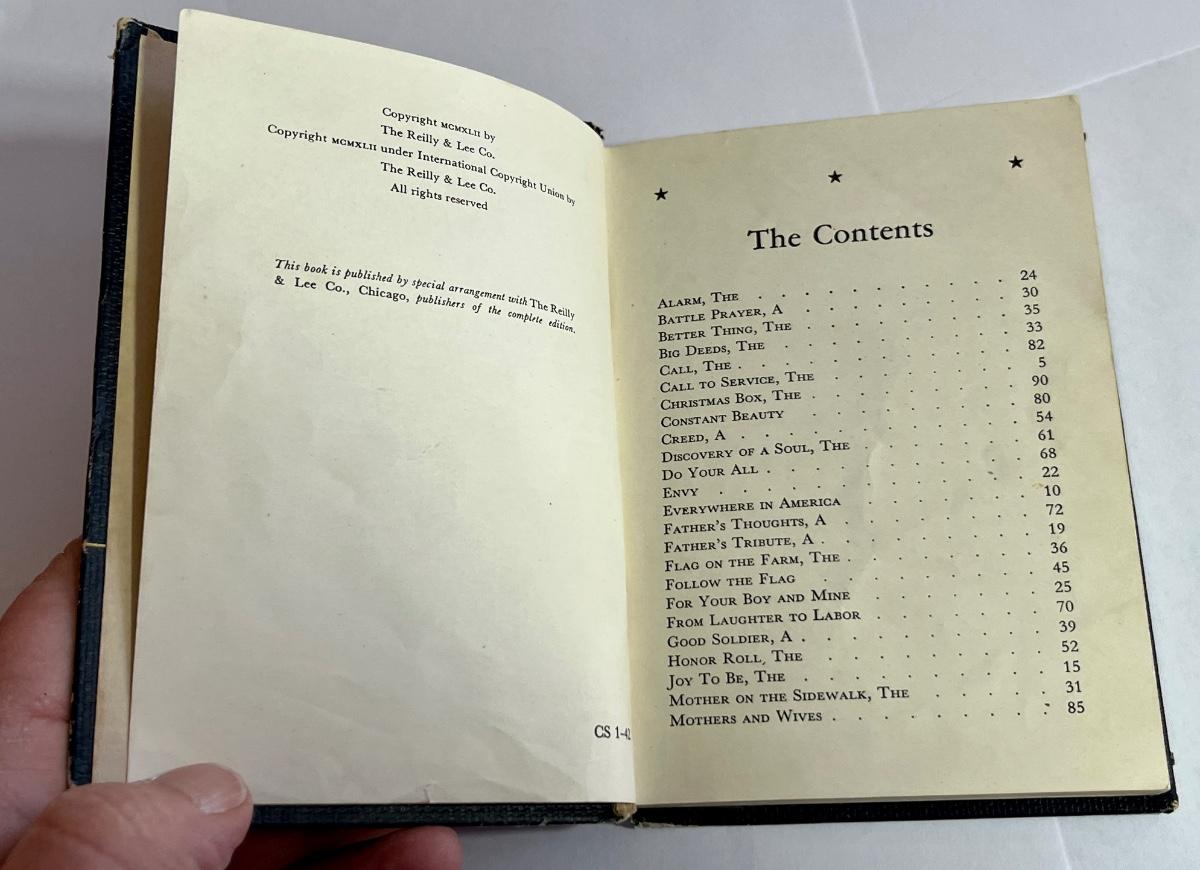 Copyright MCMXLII by
The Reilly & Lee Co.
Copyright MCMXLII under International Copyright Union by
The Reilly & Lee Co.
All rights reserved
This book is published by special arrangement with The Reilly
& Lee Co., Chicago, publishers of the complete edition.
CS 1-42
★ ★ ★
The Contents
ALARM, THE . . . . . . . . . . . 24
BATTLE PRAYER, A . . . . . . . . . 30
BETTER THING, THE . . . . . . . . . 35
BIG DEEDS, THE . . . . . . . . . 33
CALL, THE . . . . . . . . . . . 82
CALL TO SERVICE, THE . . . . . . . . 5
CHRISTMAS BOX, THE . . . . . . . . . 90
CONSTANT BEAUTY . . . . . . . . . 80
CREED, A . . . . . . . . . . . 54
DISCOVERY OF A SOUL, THE . . . . . . . 61
DO YOUR ALL . . . . . . . . . . 68
ENVY . . . . . . . . . . . 22
EVERYWHERE IN AMERICA . . . . . . . 10
FATHER'S THOUGHTS, A . . . . . . . . 72
FATHER'S TRIBUTE, A . . . . . . . . . 19
FLAG ON THE FARM, THE . . . . . . . . 36
FOLLOW THE FLAG . . . . . . . . . 45
FOR YOUR BOY AND MINE . . . . . . . 25
FROM LAUGHTER TO LABOR . . . . . . . 70
GOOD SOLDIER, A . . . . . . . . . . 39
HONOR ROLL, THE . . . . . . . . . 52
JOY TO BE, THE . . . . . . . . . . 15
MOTHER ON THE SIDEWALK, THE . . . . . . 31
MOTHERS AND WIVES . . . . . . . . . 85